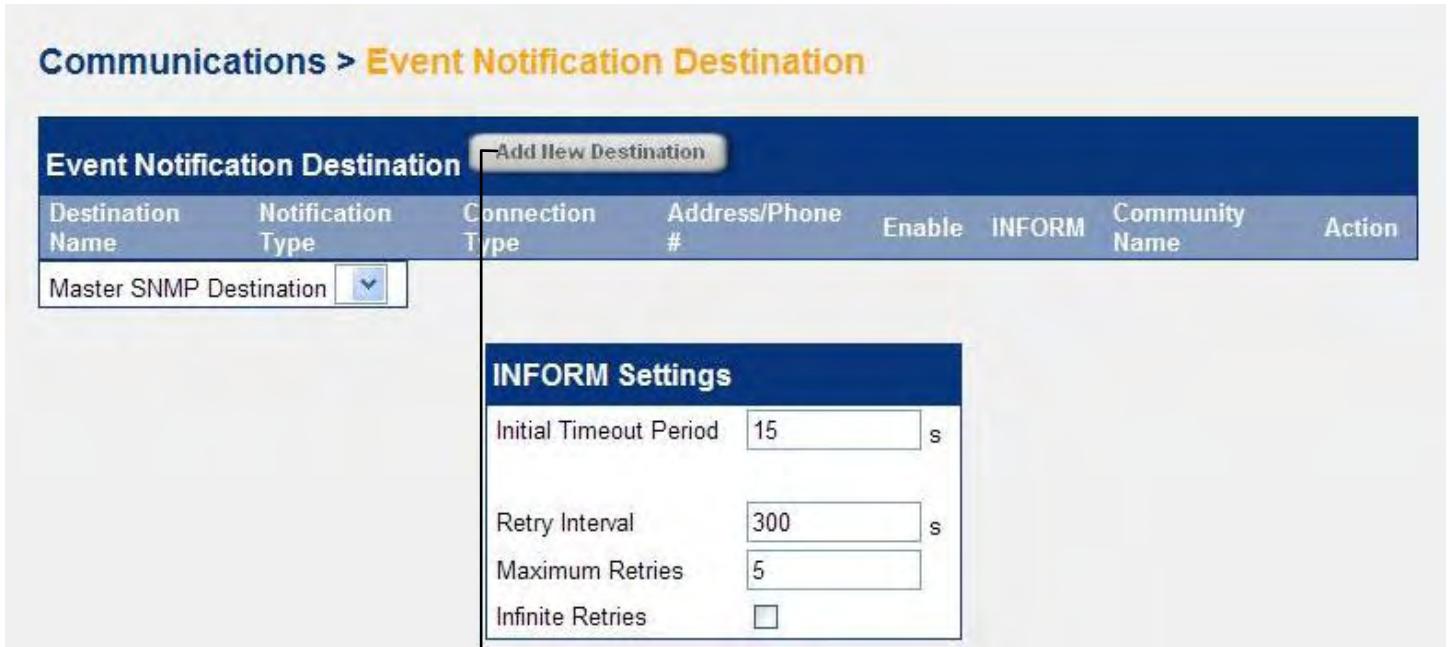 Communications > Event Notification Destination
Event Notification Destination Add New Destination
Destination Name Notification Type Connection Type Address/Phone # Enable INFORM Community Name Action
Master SNMP Destination
INFORM Settings
Initial Timeout Period 15 s
Retry Interval 300 s
Maximum Retries 5
Infinite Retries